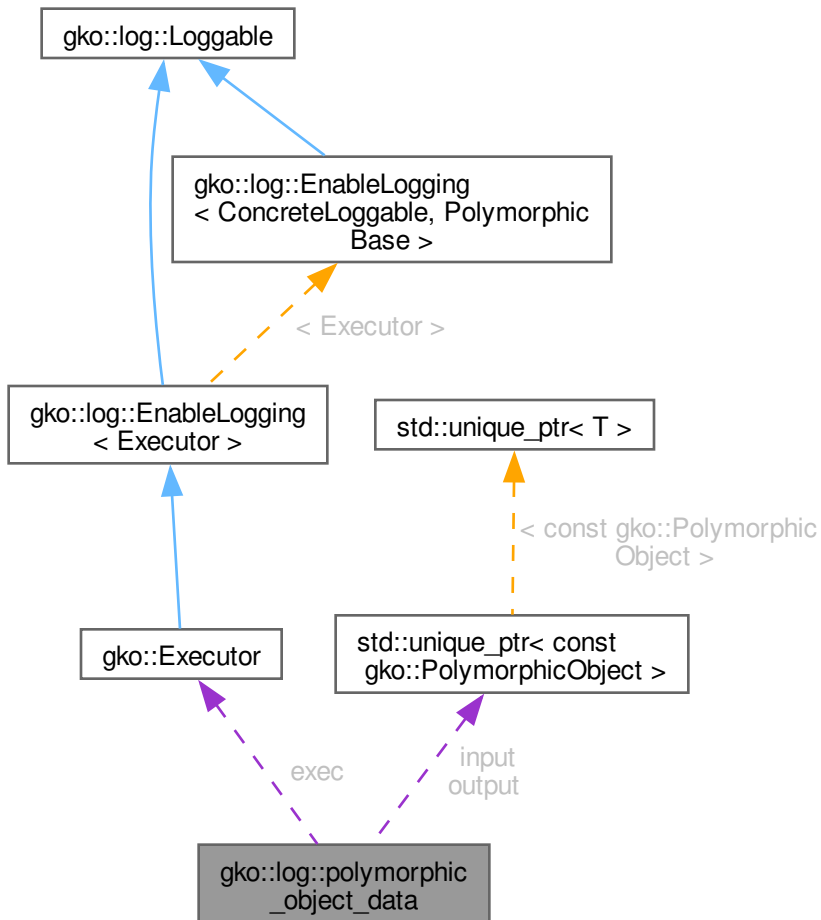 gko::log::Loggable
gko::log::EnableLogging
< ConcreteLoggable, Polymorphic
Base >
< Executor >
gko::log::EnableLogging
< Executor >
std::unique_ptr< T >
< const gko::Polymorphic
Object >
gko::Executor
std::unique_ptr< const
gko::PolymorphicObject >
exec
input
output
gko::log::polymorphic
_object_data